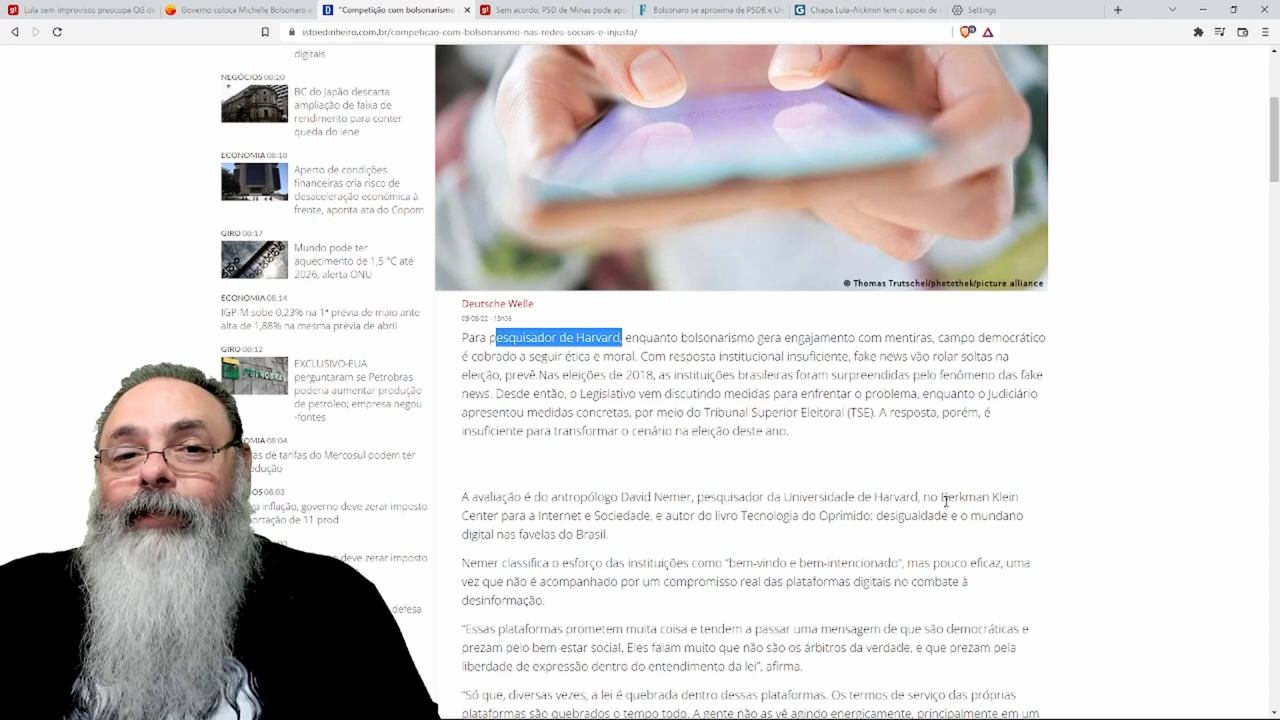 Lula sem improvisos preocupa QG de
Governo coloca Michelle Bolsonaro e
"Competição com bolsonarismo
Sem acordo, PSD de Minas pode apo
Bolsonaro se aproxima de PSDB e Un
Chapa Lula-Alckmin tem o apoio de s
Settings
istoedinheiro.com.br/competicao-com-bolsonarismo-nas-redes-sociais-e-injusta/
digitais
NEGÓCIOS 08:20
BC do Japão descarta
ampliação de faixa de
rendimento para conter
queda do iene
ECONOMIA 08:18
Aperto de condições
financeiras cria risco de
desaceleração econômica à
frente, aponta ata do Copom
GIRO 08:17
Mundo pode ter
aquecimento de 1,5 °C até
2026, alerta ONU
ECONOMIA 08:14
IGP-M sobe 0,23% na 1ª prévia de maio ante
alta de 1,88% na mesma prévia de abril
GIRO 08:12
EXCLUSIVO-EUA
perguntaram se Petrobras
poderia aumentar produção
de petróleo; empresa negou
-fontes
08:04
as de tarifas do Mercosul podem ter
edução
08:03
inflação, governo deve zerar imposto
portação de 11 prod
deve zerar imposto
defesa
PETROBRAS
© Thomas Trutschel/photothek/picture alliance
Deutsche Welle
09/05/22 - 13h06
Para pesquisador de Harvard, enquanto bolsonarismo gera engajamento com mentiras, campo democrático
é cobrado a seguir ética e moral. Com resposta institucional insuficiente, fake news vão rolar soltas na
eleição, prevê.Nas eleições de 2018, as instituições brasileiras foram surpreendidas pelo fenômeno das fake
news. Desde então, o Legislativo vem discutindo medidas para enfrentar o problema, enquanto o Judiciário
apresentou medidas concretas, por meio do Tribunal Superior Eleitoral (TSE). A resposta, porém, é
insuficiente para transformar o cenário na eleição deste ano.
A avaliação é do antropólogo David Nemer, pesquisador da Universidade de Harvard, no Berkman Klein
Center para a Internet e Sociedade, e autor do livro Tecnologia do Oprimido: desigualdade e o mundano
digital nas favelas do Brasil.
Nemer classifica o esforço das instituições como "bem-vindo e bem-intencionado", mas pouco eficaz, uma
vez que não é acompanhado por um compromisso real das plataformas digitais no combate à
desinformação.
"Essas plataformas prometem muita coisa e tendem a passar uma mensagem de que são democráticas e
prezam pelo bem-estar social. Eles falam muito que não são os árbitros da verdade, e que prezam pela
liberdade de expressão dentro do entendimento da lei", afirma.
"Só que, diversas vezes, a lei é quebrada dentro dessas plataformas. Os termos de serviço das próprias
plataformas são quebrados o tempo todo. A gente não as vê agindo energicamente, principalmente em um